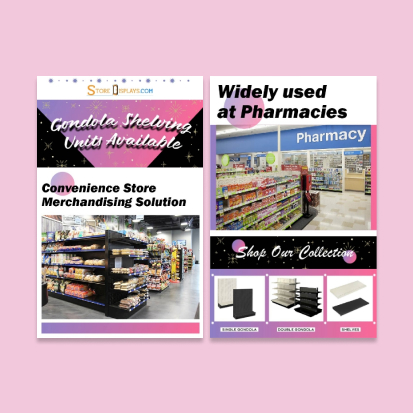 STORE DISPLAYS.COM
Gondola Shelving
Units Available
Convenience Store
Merchandising Solution
Widely used
at Pharmacies
Pharmacy
Shop Our Collection
SINGLE GONDOLA
DOUBLE GONDOLA
SHELVES